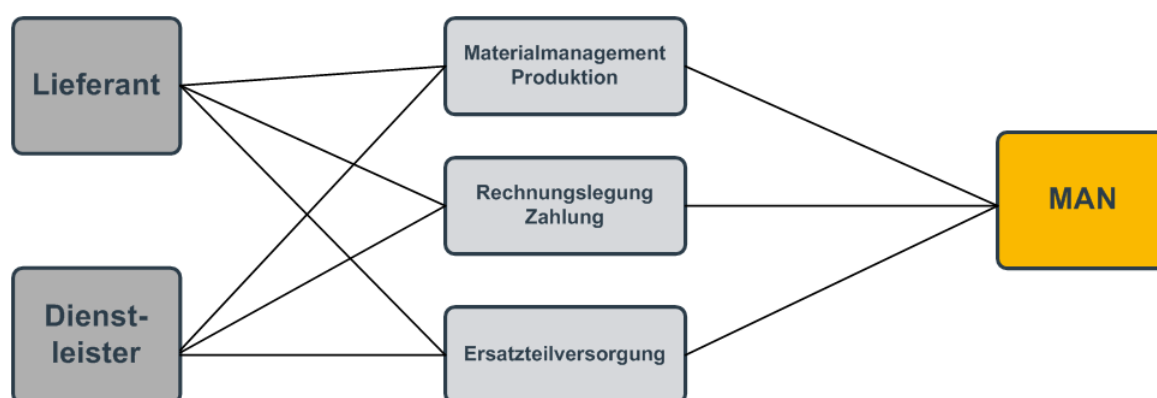 Lieferant
Materialmanagement
Produktion
Rechnungslegung
Zahlung
MAN
Dienst-
leister
Ersatzteilversorgung